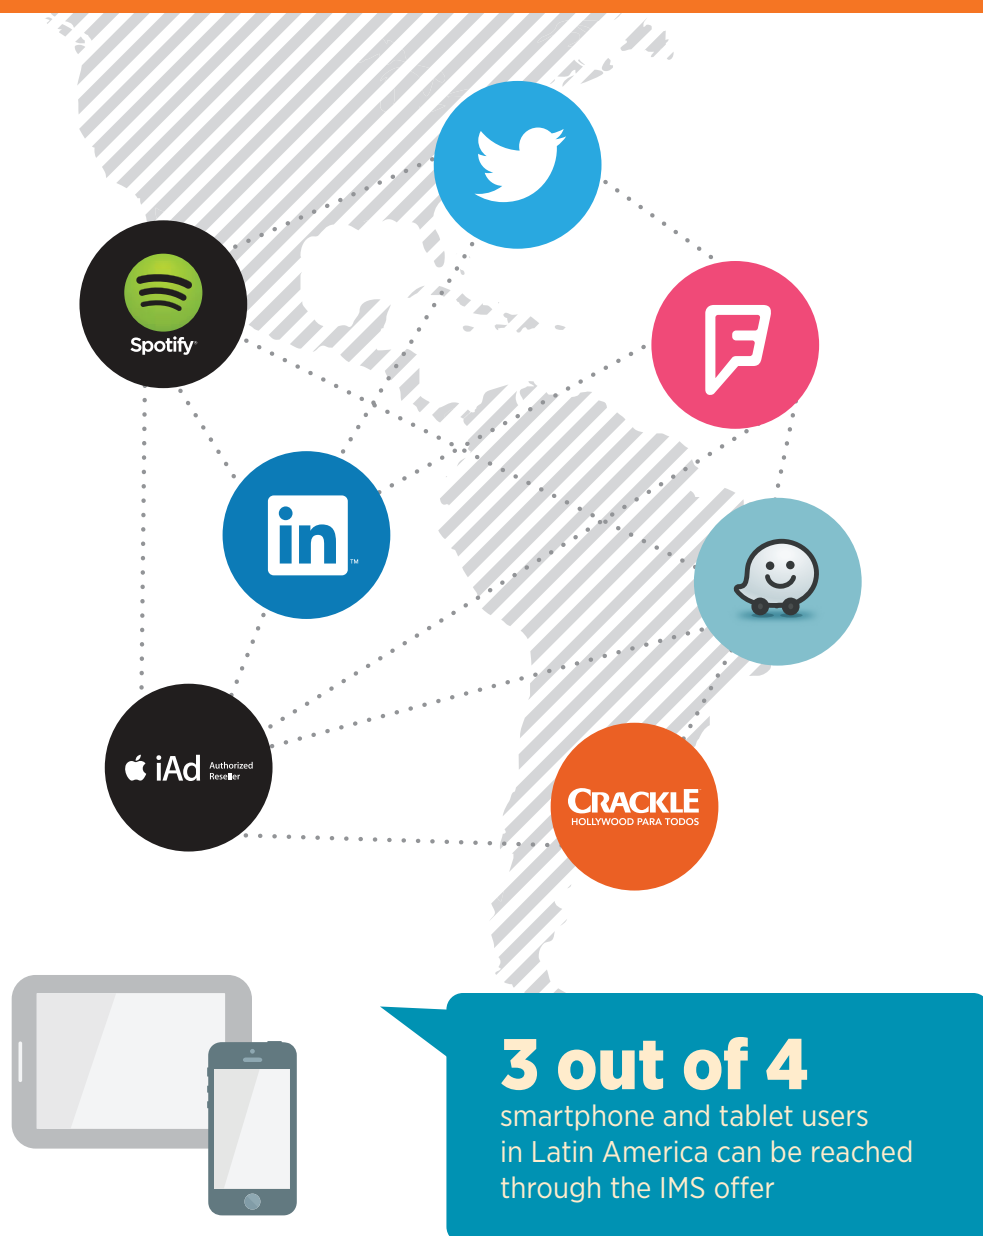 Spotify®
in™
iAd Authorized
Reseller
CRACKLE
HOLLYWOOD PARA TODOS
3 out of 4
smartphone and tablet users
in Latin America can be reached
through the IMS offer